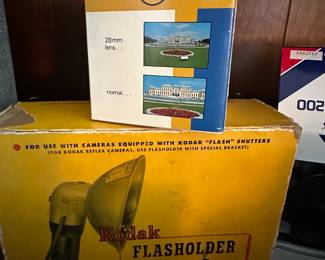 28mm
lens...
nomal...
002
FOR USE WITH CAMERAS EQUIPPED WITH KODAK "FLASH" SHUTTERS
(FOR KODAK REFLEX CAMERAS, USE FLASHOLDER WITH SPECIAL BRACKET)
Kodak
FLASHOLDER